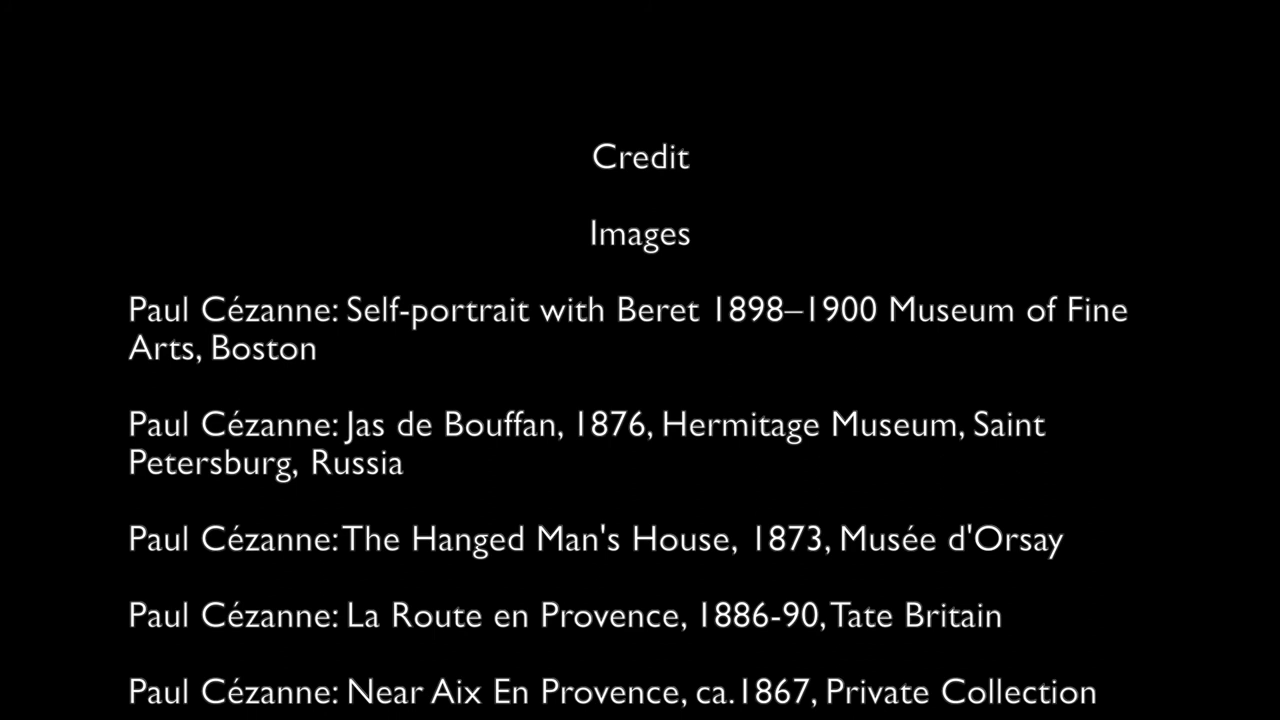 Credit
Images
Paul Cézanne: Self-portrait with Beret 1898–1900 Museum of Fine
Arts, Boston
Paul Cézanne: Jas de Bouffan, 1876, Hermitage Museum, Saint
Petersburg, Russia
Paul Cézanne: The Hanged Man's House, 1873, Musée d'Orsay
Paul Cézanne: La Route en Provence, 1886-90, Tate Britain
Paul Cézanne: Near Aix En Provence, ca.1867, Private Collection